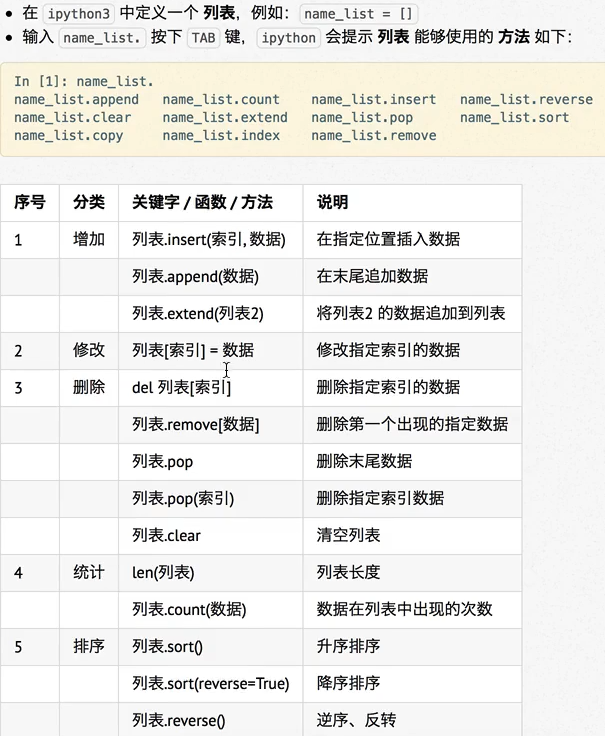 在 ipython3 中定义一个 列表，例如： name_list = []
输入 name_list. 按下 TAB 键， ipython 会提示 列表 能够使用的 方法 如下：
In [1]: name_list.
name_list.append name_list.count name_list.insert name_list.reverse
name_list.clear name_list.extend name_list.pop name_list.sort
name_list.copy name_list.index name_list.remove
序号 分类 关键字 / 函数 / 方法 说明
1 增加 列表.insert(索引, 数据) 在指定位置插入数据
列表.append(数据) 在末尾追加数据
列表.extend(列表2) 将列表2 的数据追加到列表
2 修改 列表[索引] = 数据 修改指定索引的数据
3 删除 del 列表[索引] 删除指定索引的数据
列表.remove[数据] 删除第一个出现的指定数据
列表.pop 删除末尾数据
列表.pop(索引) 删除指定索引数据
列表.clear 清空列表
4 统计 len(列表) 列表长度
列表.count(数据) 数据在列表中出现的次数
5 排序 列表.sort() 升序排序
列表.sort(reverse=True) 降序排序
列表.reverse() 逆序、反转